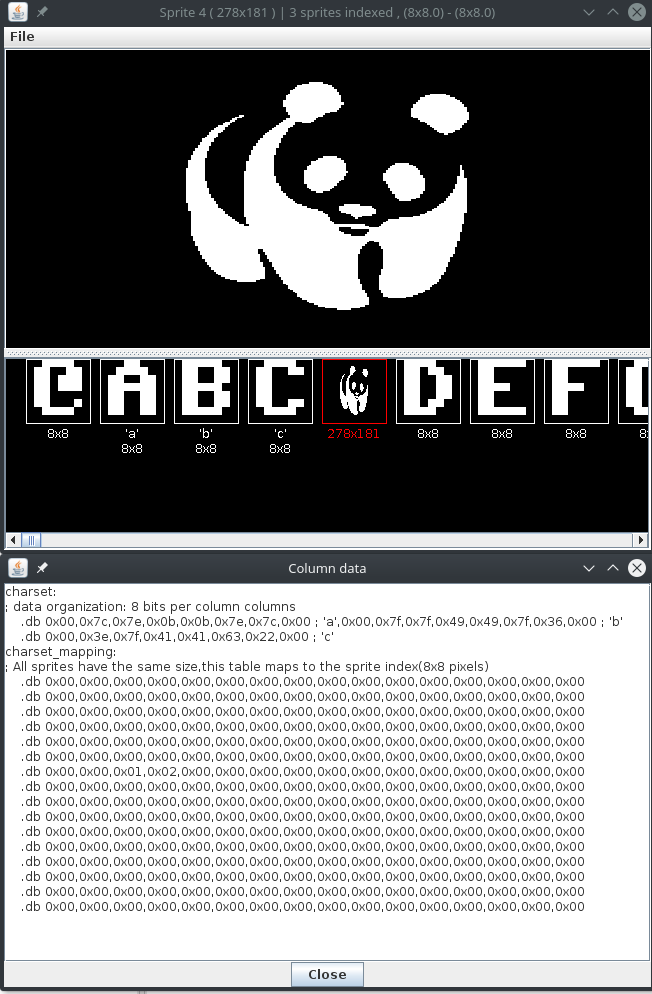 Sprite 4 ( 278x181 ) | 3 sprites indexed , (8x8.0) - (8x8.0)
File
@ A B C D E F
8x8 'a' 'b' 'c' 278x181 8x8 8x8 8x8
8x8 8x8 8x8
Column data
charset:
; data organization: 8 bits per column columns
.db 0x00,0x7c,0x7e,0x0b,0x0b,0x7e,0x7c,0x00 ; 'a',0x00,0x7f,0x7f,0x49,0x49,0x7f,0x36,0x00 ; 'b'
.db 0x00,0x3e,0x7f,0x41,0x41,0x63,0x22,0x00 ; 'c'
charset_mapping:
; All sprites have the same size,this table maps to the sprite index(8x8 pixels)
.db 0x00,0x00,0x00,0x00,0x00,0x00,0x00,0x00,0x00,0x00,0x00,0x00,0x00,0x00,0x00,0x00
.db 0x00,0x00,0x00,0x00,0x00,0x00,0x00,0x00,0x00,0x00,0x00,0x00,0x00,0x00,0x00,0x00
.db 0x00,0x00,0x00,0x00,0x00,0x00,0x00,0x00,0x00,0x00,0x00,0x00,0x00,0x00,0x00,0x00
.db 0x00,0x00,0x00,0x00,0x00,0x00,0x00,0x00,0x00,0x00,0x00,0x00,0x00,0x00,0x00,0x00
.db 0x00,0x00,0x00,0x00,0x00,0x00,0x00,0x00,0x00,0x00,0x00,0x00,0x00,0x00,0x00,0x00
.db 0x00,0x00,0x00,0x00,0x00,0x00,0x00,0x00,0x00,0x00,0x00,0x00,0x00,0x00,0x00,0x00
.db 0x00,0x00,0x01,0x02,0x00,0x00,0x00,0x00,0x00,0x00,0x00,0x00,0x00,0x00,0x00,0x00
.db 0x00,0x00,0x00,0x00,0x00,0x00,0x00,0x00,0x00,0x00,0x00,0x00,0x00,0x00,0x00,0x00
.db 0x00,0x00,0x00,0x00,0x00,0x00,0x00,0x00,0x00,0x00,0x00,0x00,0x00,0x00,0x00,0x00
.db 0x00,0x00,0x00,0x00,0x00,0x00,0x00,0x00,0x00,0x00,0x00,0x00,0x00,0x00,0x00,0x00
.db 0x00,0x00,0x00,0x00,0x00,0x00,0x00,0x00,0x00,0x00,0x00,0x00,0x00,0x00,0x00,0x00
.db 0x00,0x00,0x00,0x00,0x00,0x00,0x00,0x00,0x00,0x00,0x00,0x00,0x00,0x00,0x00,0x00
.db 0x00,0x00,0x00,0x00,0x00,0x00,0x00,0x00,0x00,0x00,0x00,0x00,0x00,0x00,0x00,0x00
.db 0x00,0x00,0x00,0x00,0x00,0x00,0x00,0x00,0x00,0x00,0x00,0x00,0x00,0x00,0x00,0x00
.db 0x00,0x00,0x00,0x00,0x00,0x00,0x00,0x00,0x00,0x00,0x00,0x00,0x00,0x00,0x00,0x00
.db 0x00,0x00,0x00,0x00,0x00,0x00,0x00,0x00,0x00,0x00,0x00,0x00,0x00,0x00,0x00,0x00
Close